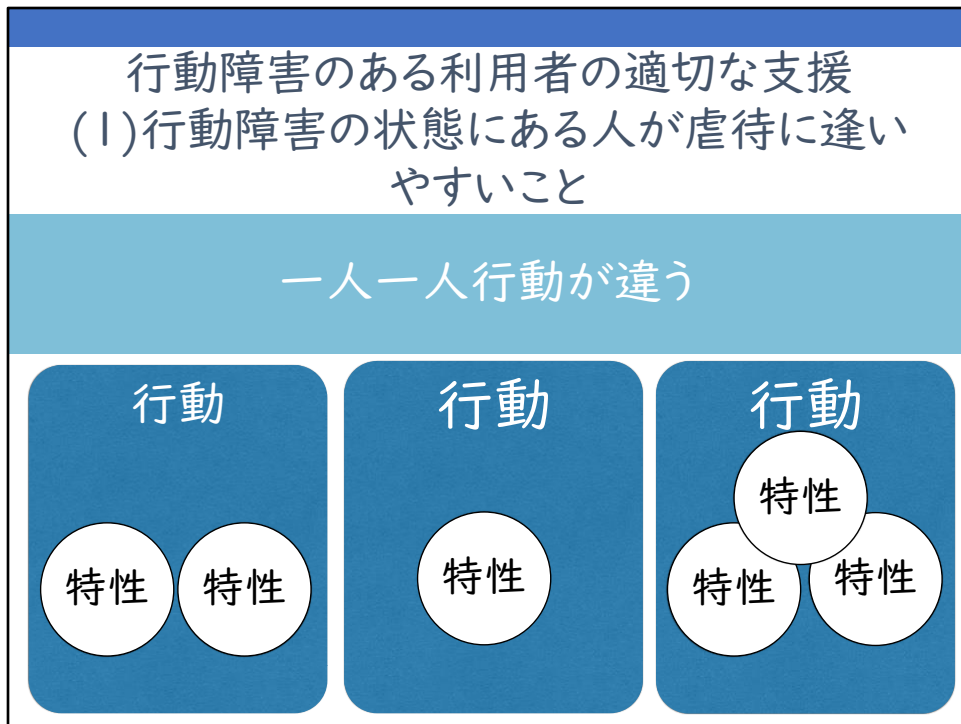 行動障害のある利用者の適切な支援
(1)行動障害の状態にある人が虐待に逢い
やすいこと
一人一人行動が違う
行動
特性 特性
行動
特性
行動
特性
特性 特性